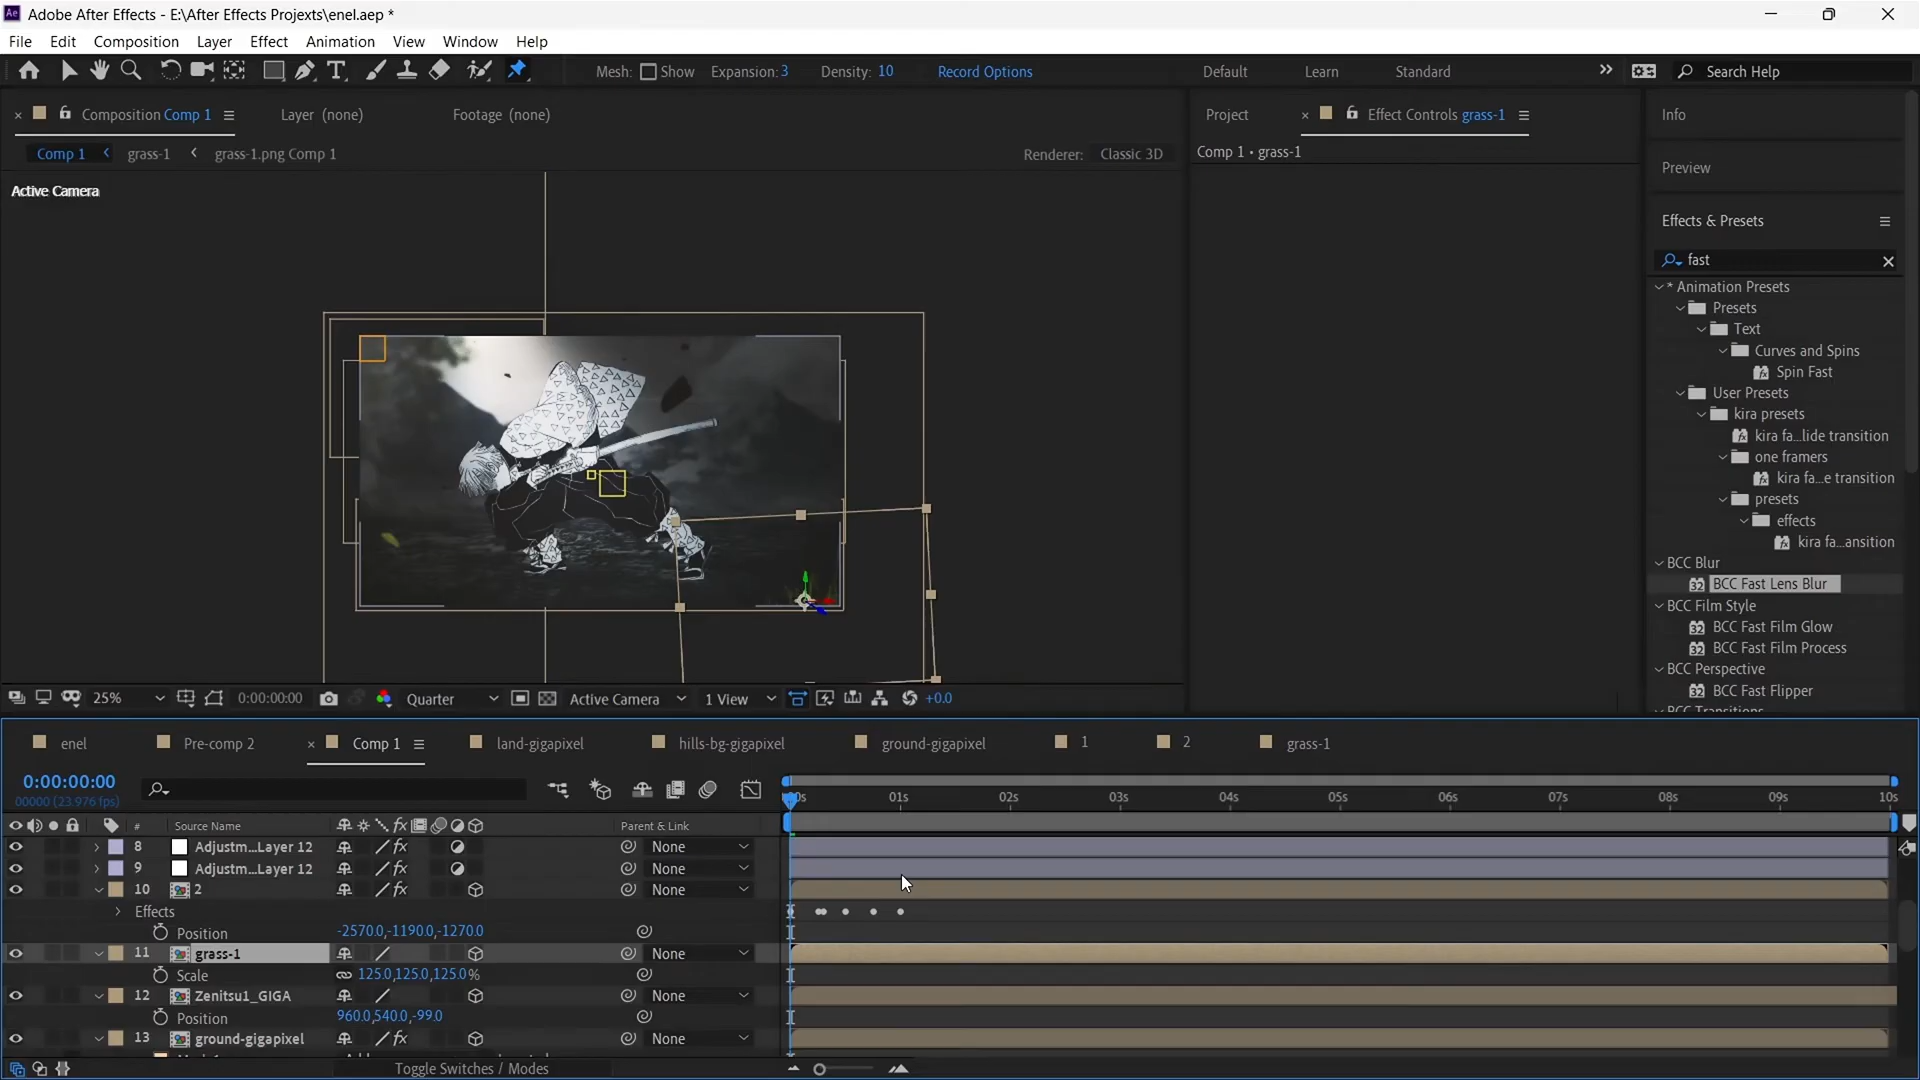 Ae Adobe After Effects - E:\After Effects Projexts\enel.aep *
File Edit Composition Layer Effect Animation View Window Help
Mesh: Show Expansion: 3 Density: 10 Record Options Default Learn Standard Search Help
Composition Comp 1 Layer (none) Footage (none) Project Effect Controls grass-1 Info
Comp 1 grass-1 grass-1.png Comp 1 Renderer: Classic 3D Comp 1 • grass-1
Preview
Active Camera
Effects & Presets
fast
* Animation Presets
Presets
Text
Curves and Spins
Spin Fast
User Presets
kira presets
kira fa...lide transition
one framers
kira fa...e transition
presets
effects
kira fa...ansition
BCC Blur
BCC Fast Lens Blur
BCC Film Style
BCC Fast Film Glow
BCC Fast Film Process
BCC Perspective
BCC Fast Flipper
BCC Transitions
25% 0:00:00:00 Quarter Active Camera 1 View +0.0
enel Pre-comp 2 Comp 1 land-gigapixel hills-bg-gigapixel ground-gigapixel 1 2 grass-1
0:00:00:00
00000 (23.976 fps)
01s 02s 03s 04s 05s 06s 07s 08s 09s 10s
# Source Name fx Parent & Link
8 Adjustm...Layer 12 fx None
9 Adjustm...Layer 12 fx None
10 2 fx None
Effects
Position -2570.0,-1190.0,-1270.0
11 grass-1 None
Scale 125.0,125.0,125.0%
12 Zenitsu1_GIGA None
Position 960.0,540.0,-99.0
13 ground-gigapixel fx None
Toggle Switches / Modes